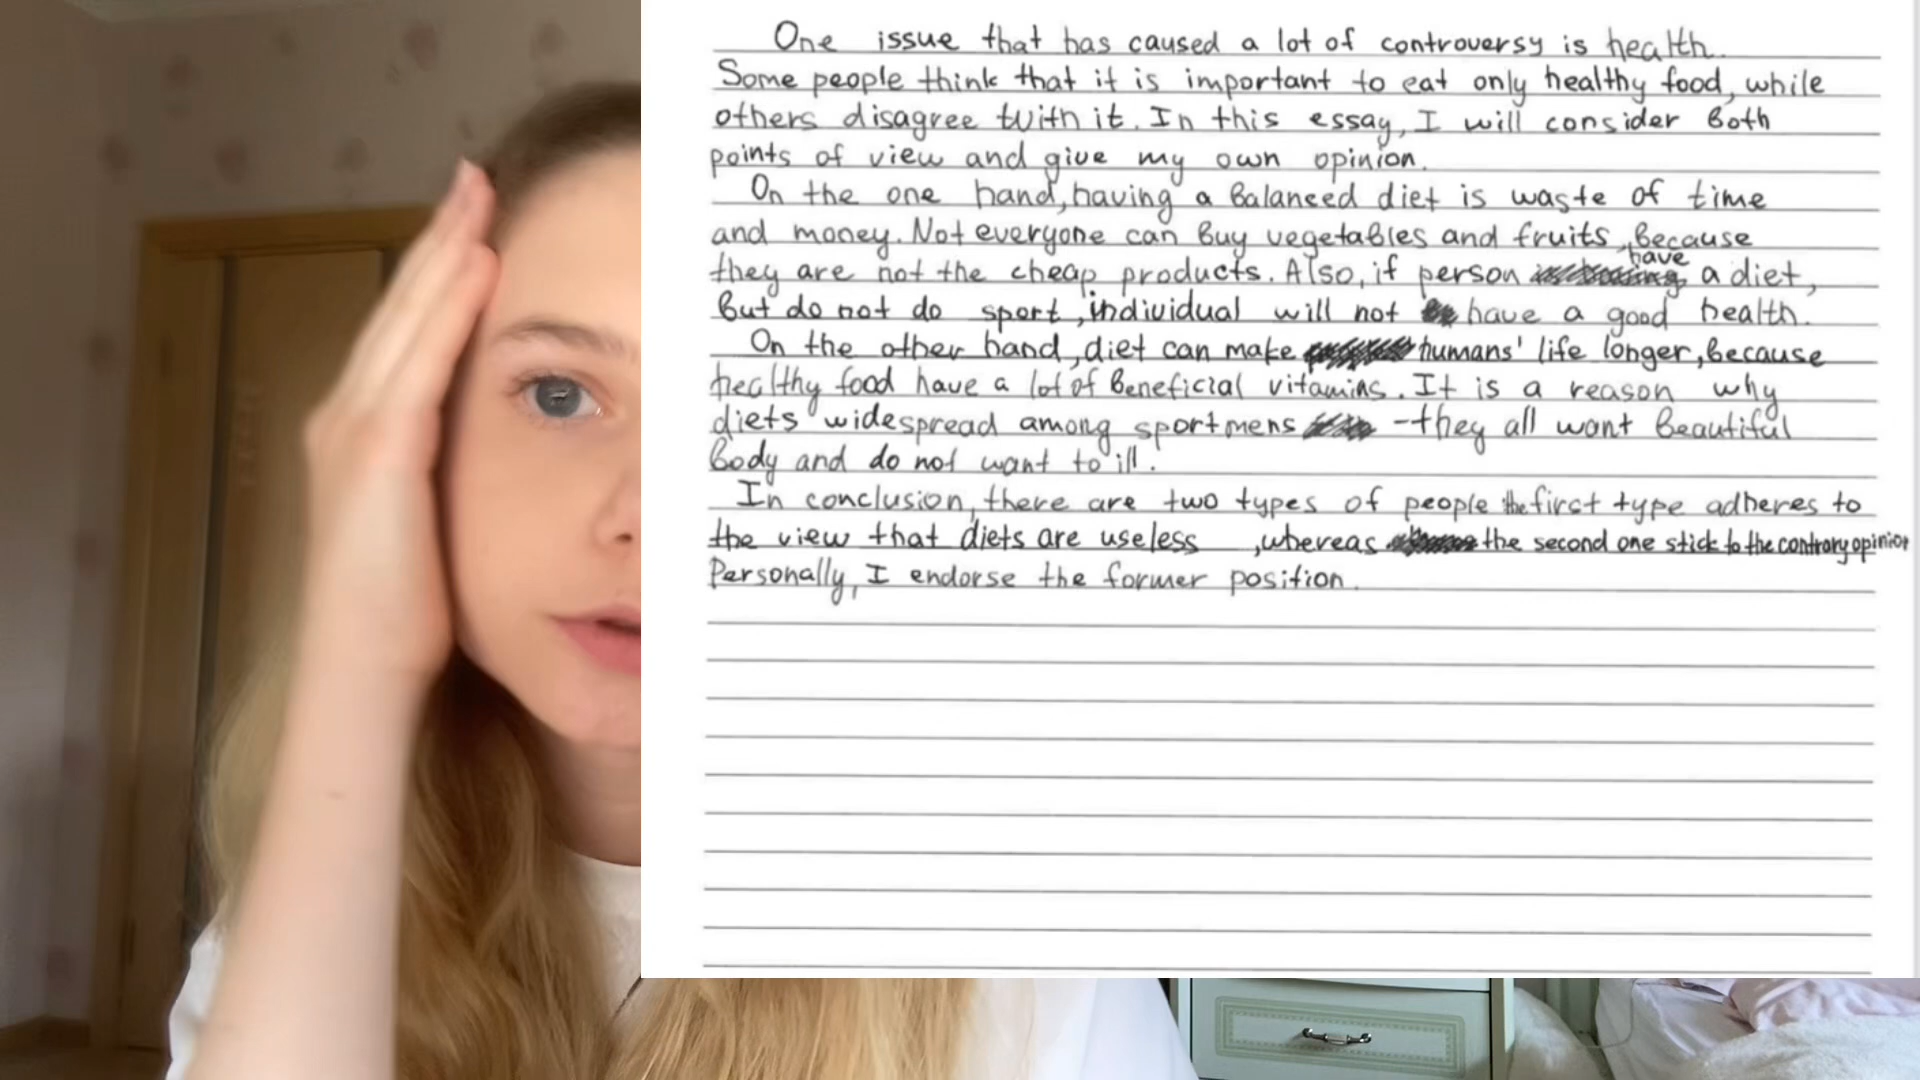 One issue that has caused a lot of controversy is health.
Some people think that it is important to eat only healthy food, while
others disagree with it. In this essay, I will consider both
points of view and give my own opinion.
On the one hand, having a balanced diet is waste of time
and money. Not everyone can buy vegetables and fruits, because
they are not the cheap products. Also, if person have a diet,
but do not do sport, individual will not have a good health.
On the other hand, diet can make humans' life longer, because
healthy food have a lot of beneficial vitamins. It is a reason why
diets widespread among sportmens - they all want beautiful
body and do not want to ill.
In conclusion, there are two types of people the first type adheres to
the view that diets are useless, whereas the second one stick to the contrary opinion
Personally, I endorse the former position.